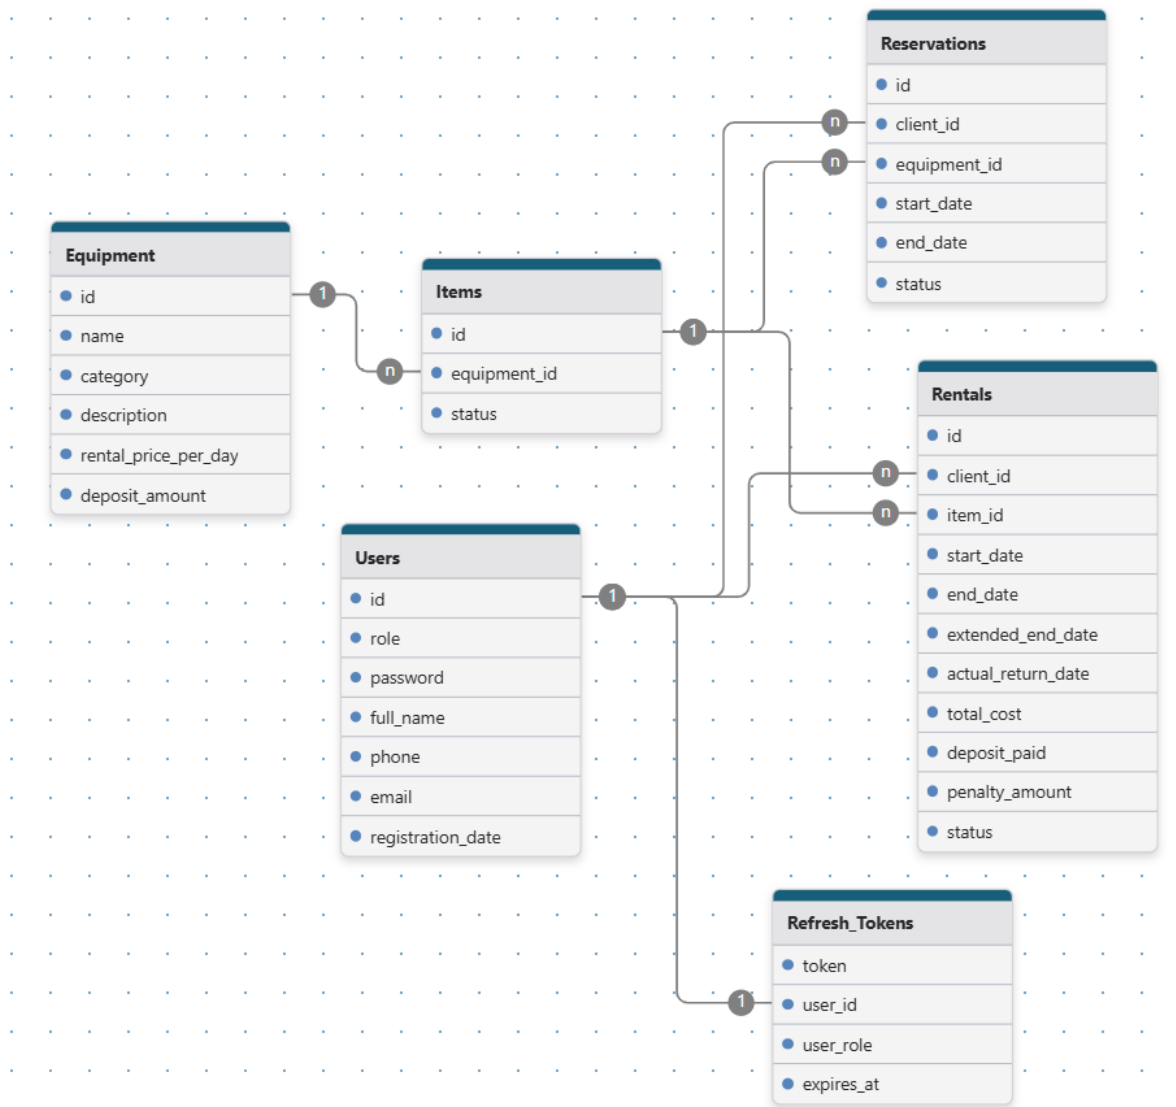 Reservations
id
client_id
equipment_id
start_date
end_date
status
n
n
Equipment
id
name
category
description
rental_price_per_day
deposit_amount
1
n
Items
id
equipment_id
status
1
Rentals
id
client_id
item_id
start_date
end_date
extended_end_date
actual_return_date
total_cost
deposit_paid
penalty_amount
status
n
n
Users
id
role
password
full_name
phone
email
registration_date
1
Refresh_Tokens
token
user_id
user_role
expires_at
1